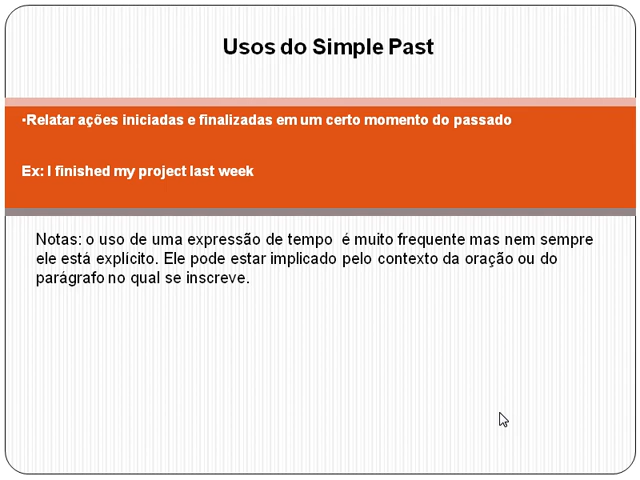 Usos do Simple Past
•Relatar ações iniciadas e finalizadas em um certo momento do passado
Ex: I finished my project last week
Notas: o uso de uma expressão de tempo é muito frequente mas nem sempre
ele está explícito. Ele pode estar implicado pelo contexto da oração ou do
parágrafo no qual se inscreve.